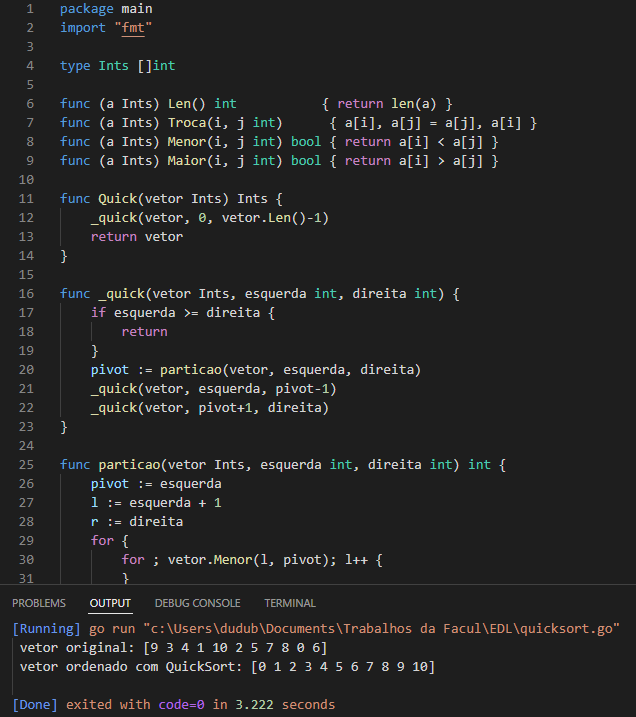 1 package main
2 import "fmt"
3
4 type Ints []int
5
6 func (a Ints) Len() int           { return len(a) }
7 func (a Ints) Troca(i, j int)      { a[i], a[j] = a[j], a[i] }
8 func (a Ints) Menor(i, j int) bool { return a[i] < a[j] }
9 func (a Ints) Maior(i, j int) bool { return a[i] > a[j] }
10
11 func Quick(vetor Ints) Ints {
12     _quick(vetor, 0, vetor.Len()-1)
13     return vetor
14 }
15
16 func _quick(vetor Ints, esquerda int, direita int) {
17     if esquerda >= direita {
18         return
19     }
20     pivot := particao(vetor, esquerda, direita)
21     _quick(vetor, esquerda, pivot-1)
22     _quick(vetor, pivot+1, direita)
23 }
24
25 func particao(vetor Ints, esquerda int, direita int) int {
26     pivot := esquerda
27     l := esquerda + 1
28     r := direita
29     for {
30         for ; vetor.Menor(l, pivot); l++ {
31         }
PROBLEMS OUTPUT DEBUG CONSOLE TERMINAL
[Running] go run "c:\Users\dudub\Documents\Trabalhos da Facul\EDL\quicksort.go"
vetor original: [9 3 4 1 10 2 5 7 8 0 6]
vetor ordenado com QuickSort: [0 1 2 3 4 5 6 7 8 9 10]
[Done] exited with code=0 in 3.222 seconds